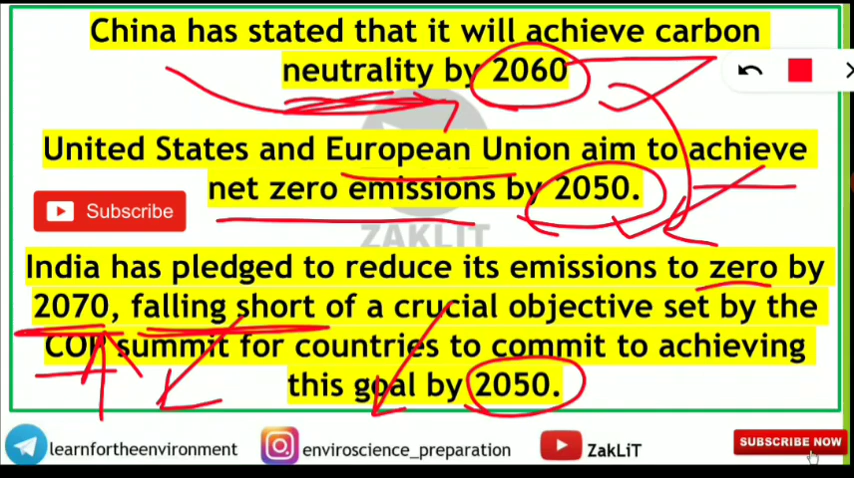 China has stated that it will achieve carbon
neutrality by 2060
United States and European Union aim to achieve
net zero emissions by 2050.
Subscribe
ZAKLiT
India has pledged to reduce its emissions to zero by
2070, falling short of a crucial objective set by the
COP summit for countries to commit to achieving
this goal by 2050.
learnfortheenvironment
enviroscience_preparation
ZakLiT
SUBSCRIBE NOW